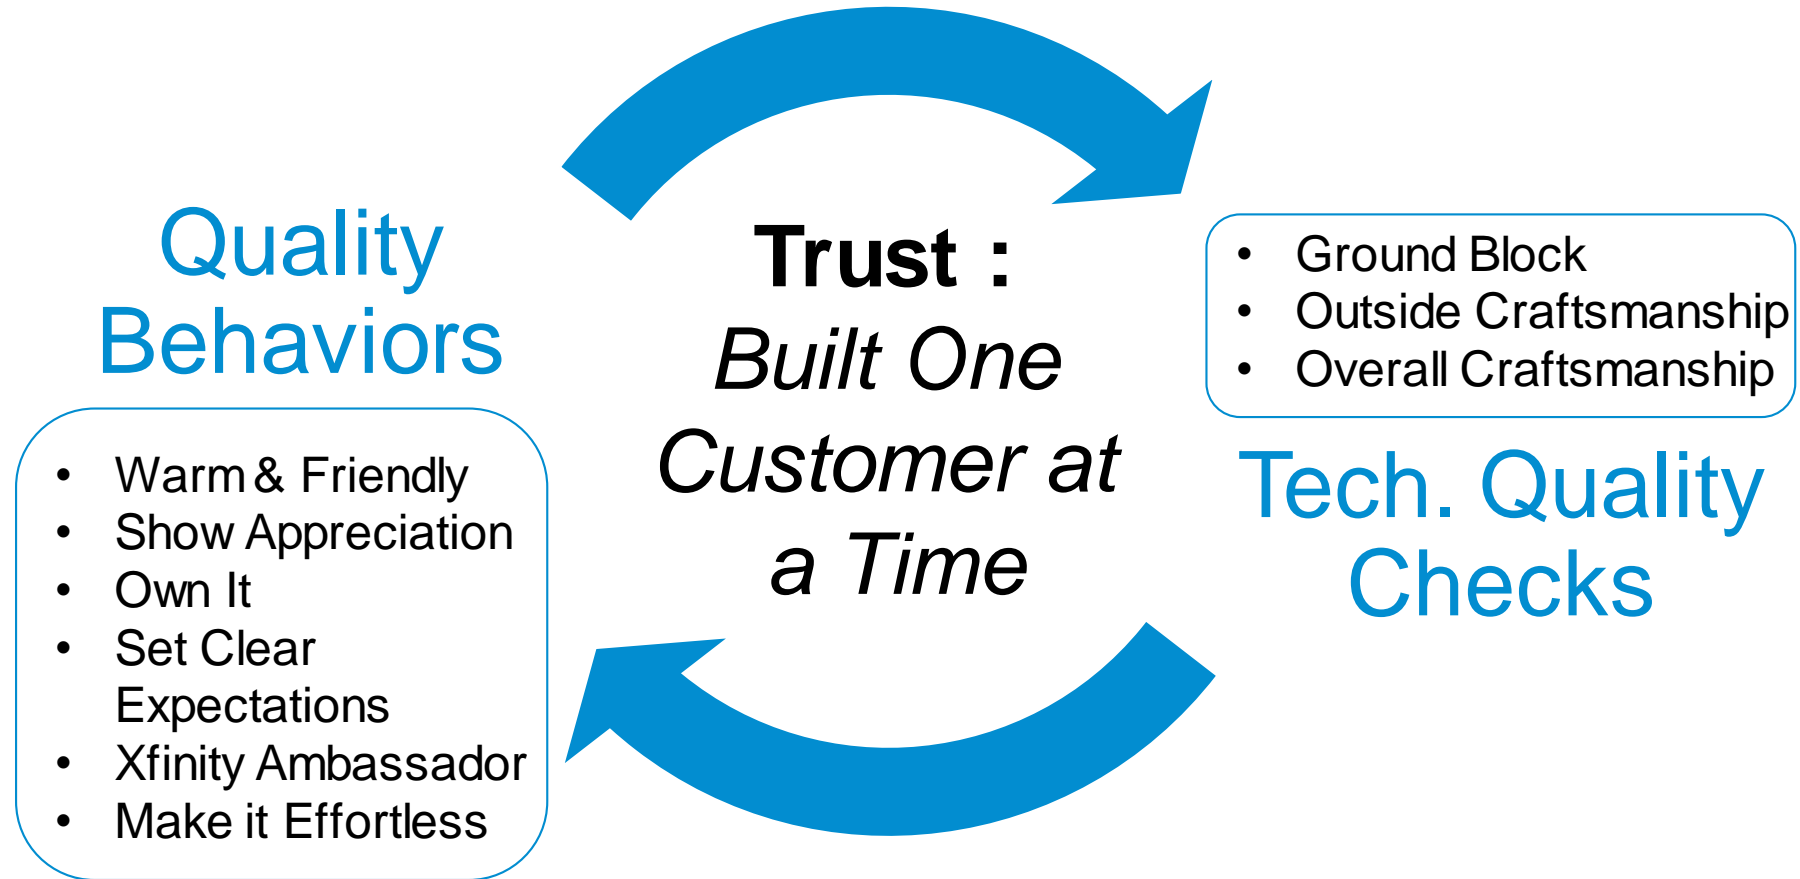 Quality
Behaviors
• Warm & Friendly
• Show Appreciation
• Own It
• Set Clear
Expectations
• Xfinity Ambassador
• Make it Effortless
Trust :
Built One
Customer at
a Time
• Ground Block
• Outside Craftsmanship
• Overall Craftsmanship
Tech. Quality
Checks